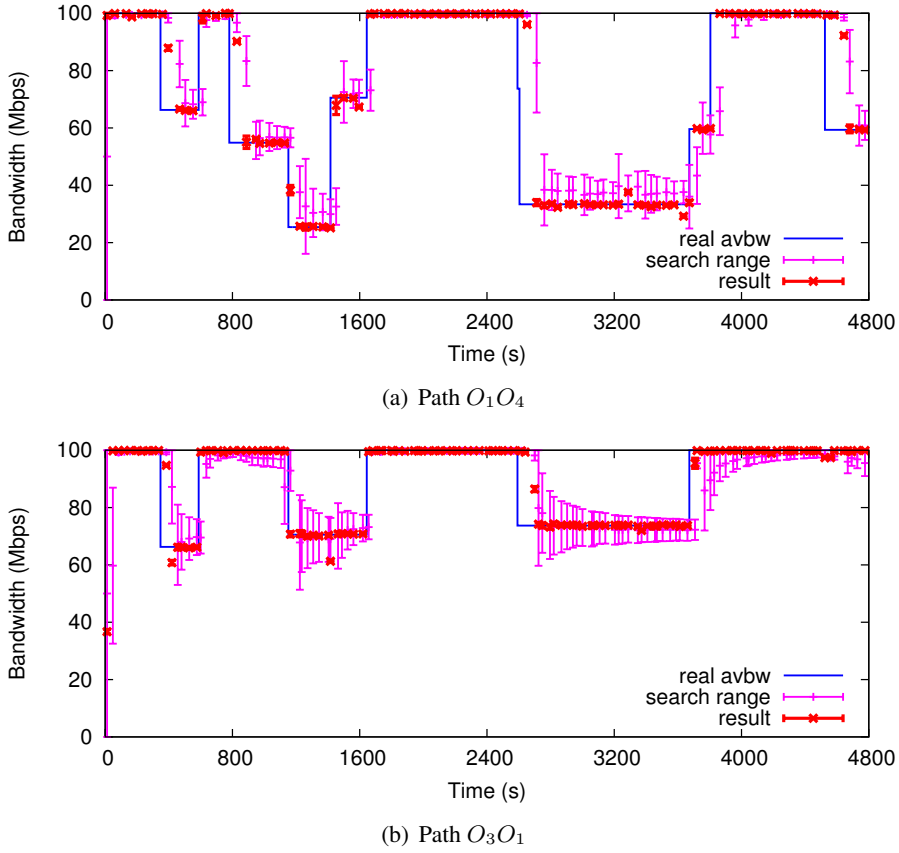 100
80
60
40
20
0
Bandwidth (Mbps)
real avbw
search range
result
0 800 1600 2400 3200 4000 4800
Time (s)
(a) Path O₁O₄
100
80
60
40
20
0
Bandwidth (Mbps)
real avbw
search range
result
0 800 1600 2400 3200 4000 4800
Time (s)
(b) Path O₃O₁